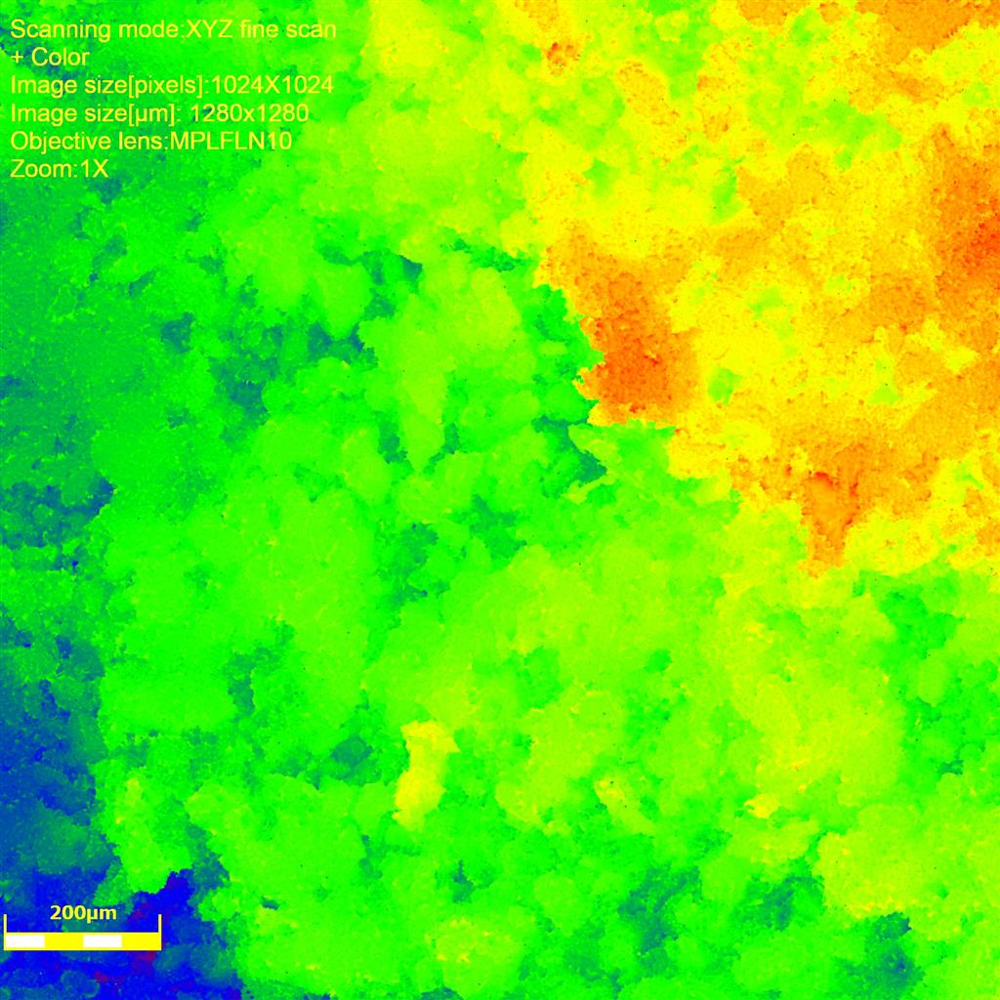 Scanning mode:XYZ fine scan
+ Color
Image size[pixels]:1024X1024
Image size[µm]: 1280x1280
Objective lens:MPLFLN10
Zoom:1X
200µm